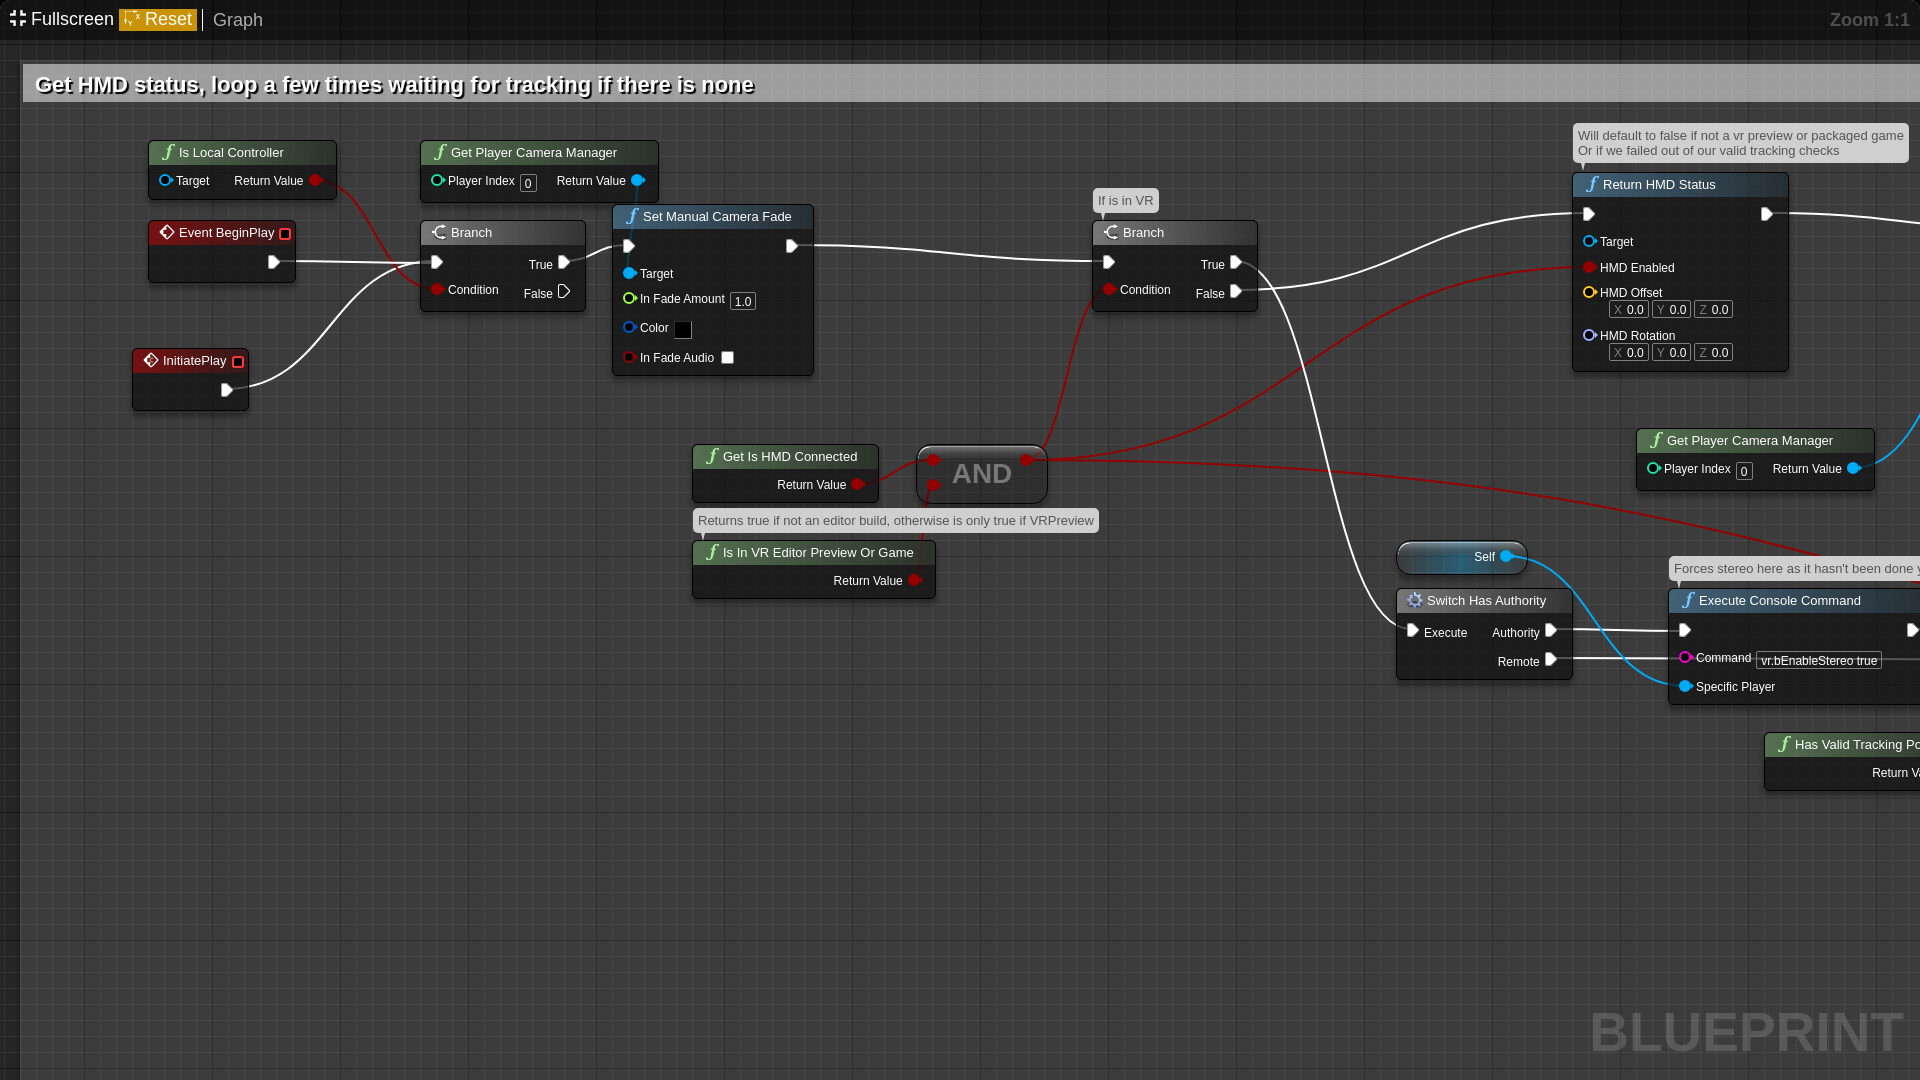 Fullscreen Reset Graph Zoom 1:1
Get HMD status, loop a few times waiting for tracking if there is none
Is Local Controller
Target Return Value
Get Player Camera Manager
Player Index 0 Return Value
Event BeginPlay
InitiatePlay
Branch
True
Condition
False
Set Manual Camera Fade
Target
In Fade Amount 1.0
Color
In Fade Audio
If is in VR
Branch
True
Condition
False
Will default to false if not a vr preview or packaged game
Or if we failed out of our valid tracking checks
Return HMD Status
Target
HMD Enabled
HMD Offset
X 0.0 Y 0.0 Z 0.0
HMD Rotation
X 0.0 Y 0.0 Z 0.0
Get Player Camera Manager
Player Index 0 Return Value
Get Is HMD Connected
Return Value
AND
Returns true if not an editor build, otherwise is only true if VRPreview
Is In VR Editor Preview Or Game
Return Value
Self
Switch Has Authority
Execute Authority
Remote
Forces stereo here as it hasn't been done
Execute Console Command
Command vr.bEnableStereo true
Specific Player
Has Valid Tracking
Return
BLUEPRINT